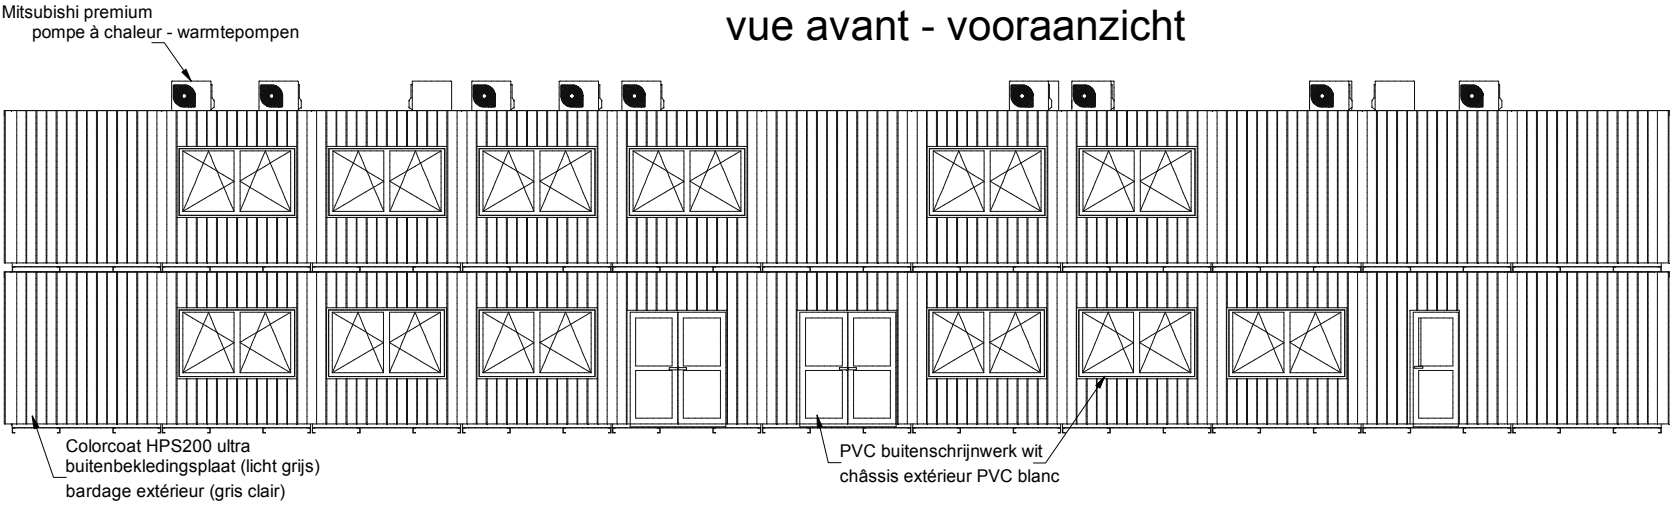 Mitsubishi premium
pompe à chaleur - warmtepompen
vue avant - vooraanzicht
Colorcoat HPS200 ultra
buitenbekledingsplaat (licht grijs)
bardage extérieur (gris clair)
PVC buitenschrijnwerk wit
châssis extérieur PVC blanc